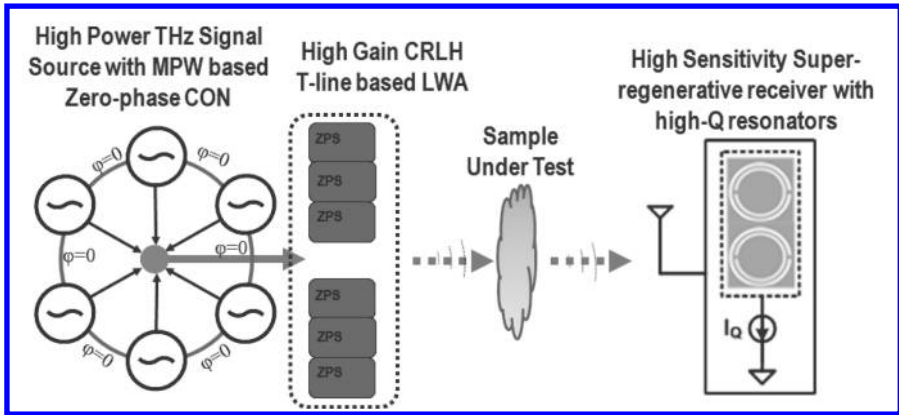 High Power THz Signal
Source with MPW based
Zero-phase CON
φ=0
φ=0
φ=0
φ=0
φ=0
φ=0
High Gain CRLH
T-line based LWA
ZPS
ZPS
ZPS
ZPS
ZPS
ZPS
Sample
Under Test
High Sensitivity Super-
regenerative receiver with
high-Q resonators
IQ